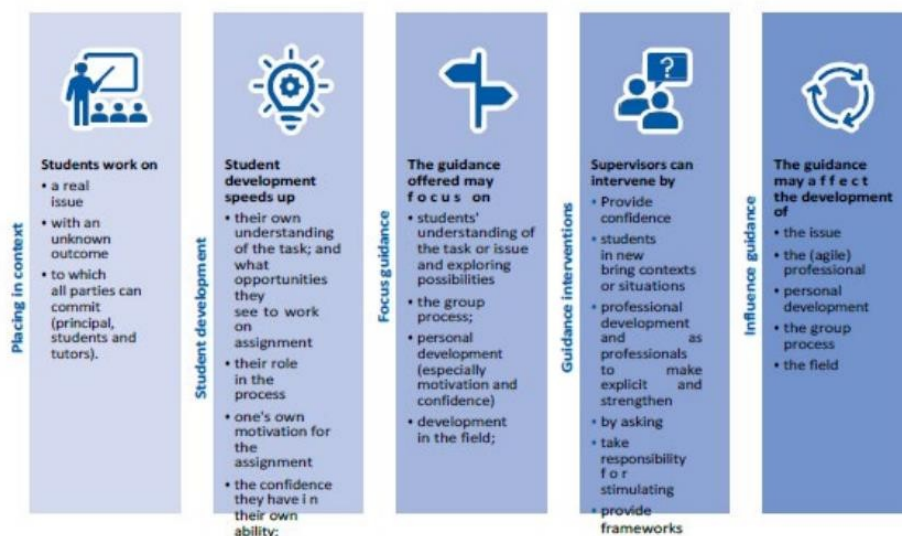 Placing in context
Students work on
• a real
issue
• with an
unknown
outcome
• to which
all parties can
commit
(principal,
students and
tutors).
Student development
Student
development
speeds up
• their own
understanding
of the task; and
what
opportunities
they
see to work
on
assignment
• their role
in the
process
• one's own
motivation for
the
assignment
• the confidence
they have i n
their own
ability;
Focus guidance
The guidance
offered may
f o c u s on
• students'
understanding of
the task or issue
and exploring
possibilities
• the group
process;
• personal
development
(especially
motivation and
confidence)
• development
in the field;
Guidance interventions
?
Supervisors can
intervene by
• Provide
confidence
• students
in new
bring contexts
or situations
• professional
development
and as
professionals
to make
explicit and
strengthen
• by asking
• take
responsibility
f o r
stimulating
• provide
frameworks
Influence guidance
The guidance
may a f f e c t
the development
of
• the issue
• the (agile)
professional
• personal
development
• the group
process
• the field